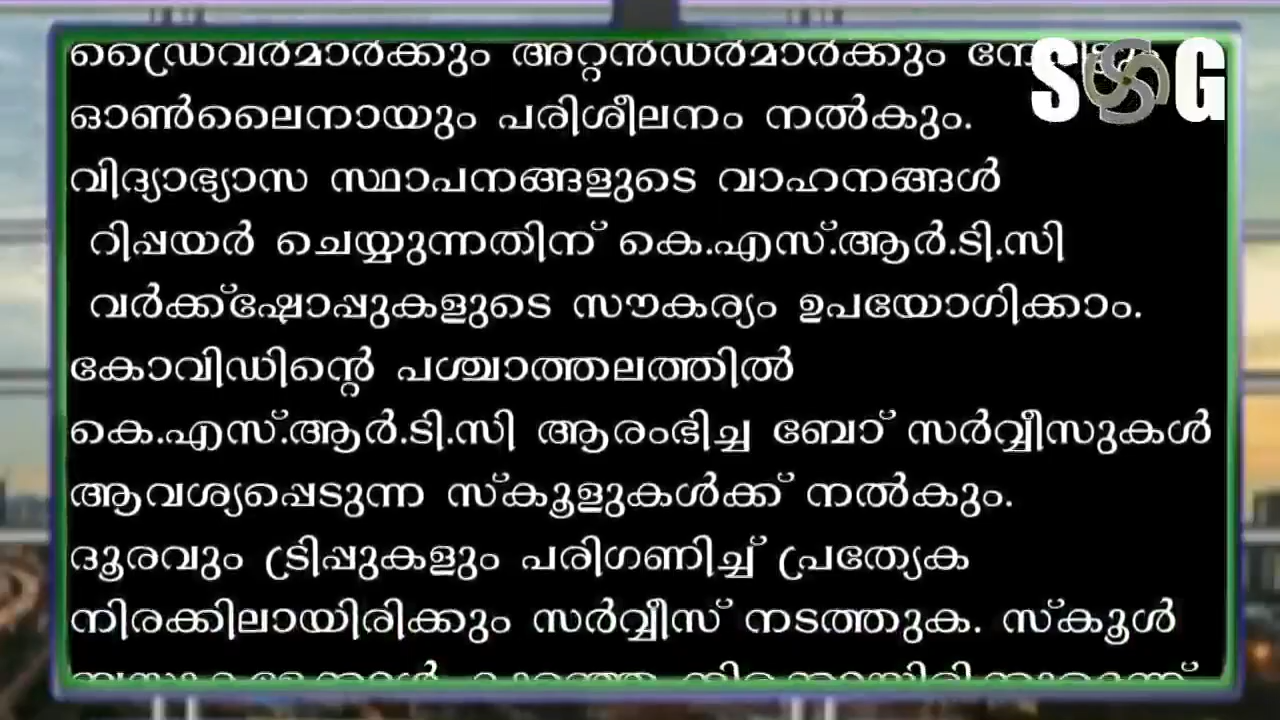 ഡ്രൈവർമാർക്കും അറ്റൻഡർമാർക്കും
ഓൺലൈനായും പരിശീലനം നൽകും.
വിദ്യാഭ്യാസ സ്ഥാപനങ്ങളുടെ വാഹനങ്ങൾ
റിപ്പയർ ചെയ്യുന്നതിന് കെ.എസ്.ആർ.ടി.സി
വർക്ക്ഷോപ്പുകളുടെ സൗകര്യം ഉപയോഗിക്കാം.
കോവിഡിന്റെ പശ്ചാത്തലത്തിൽ
കെ.എസ്.ആർ.ടി.സി ആരംഭിച്ച ബോ് സർവ്വീസുകൾ
ആവശ്യപ്പെടുന്ന സ്കൂളുകൾക്ക് നൽകും.
ദൂരവും ട്രിപ്പുകളും പരിഗണിച്ച് പ്രത്യേക
നിരക്കിലായിരിക്കും സർവ്വീസ് നടത്തുക. സ്കൂൾ
S G